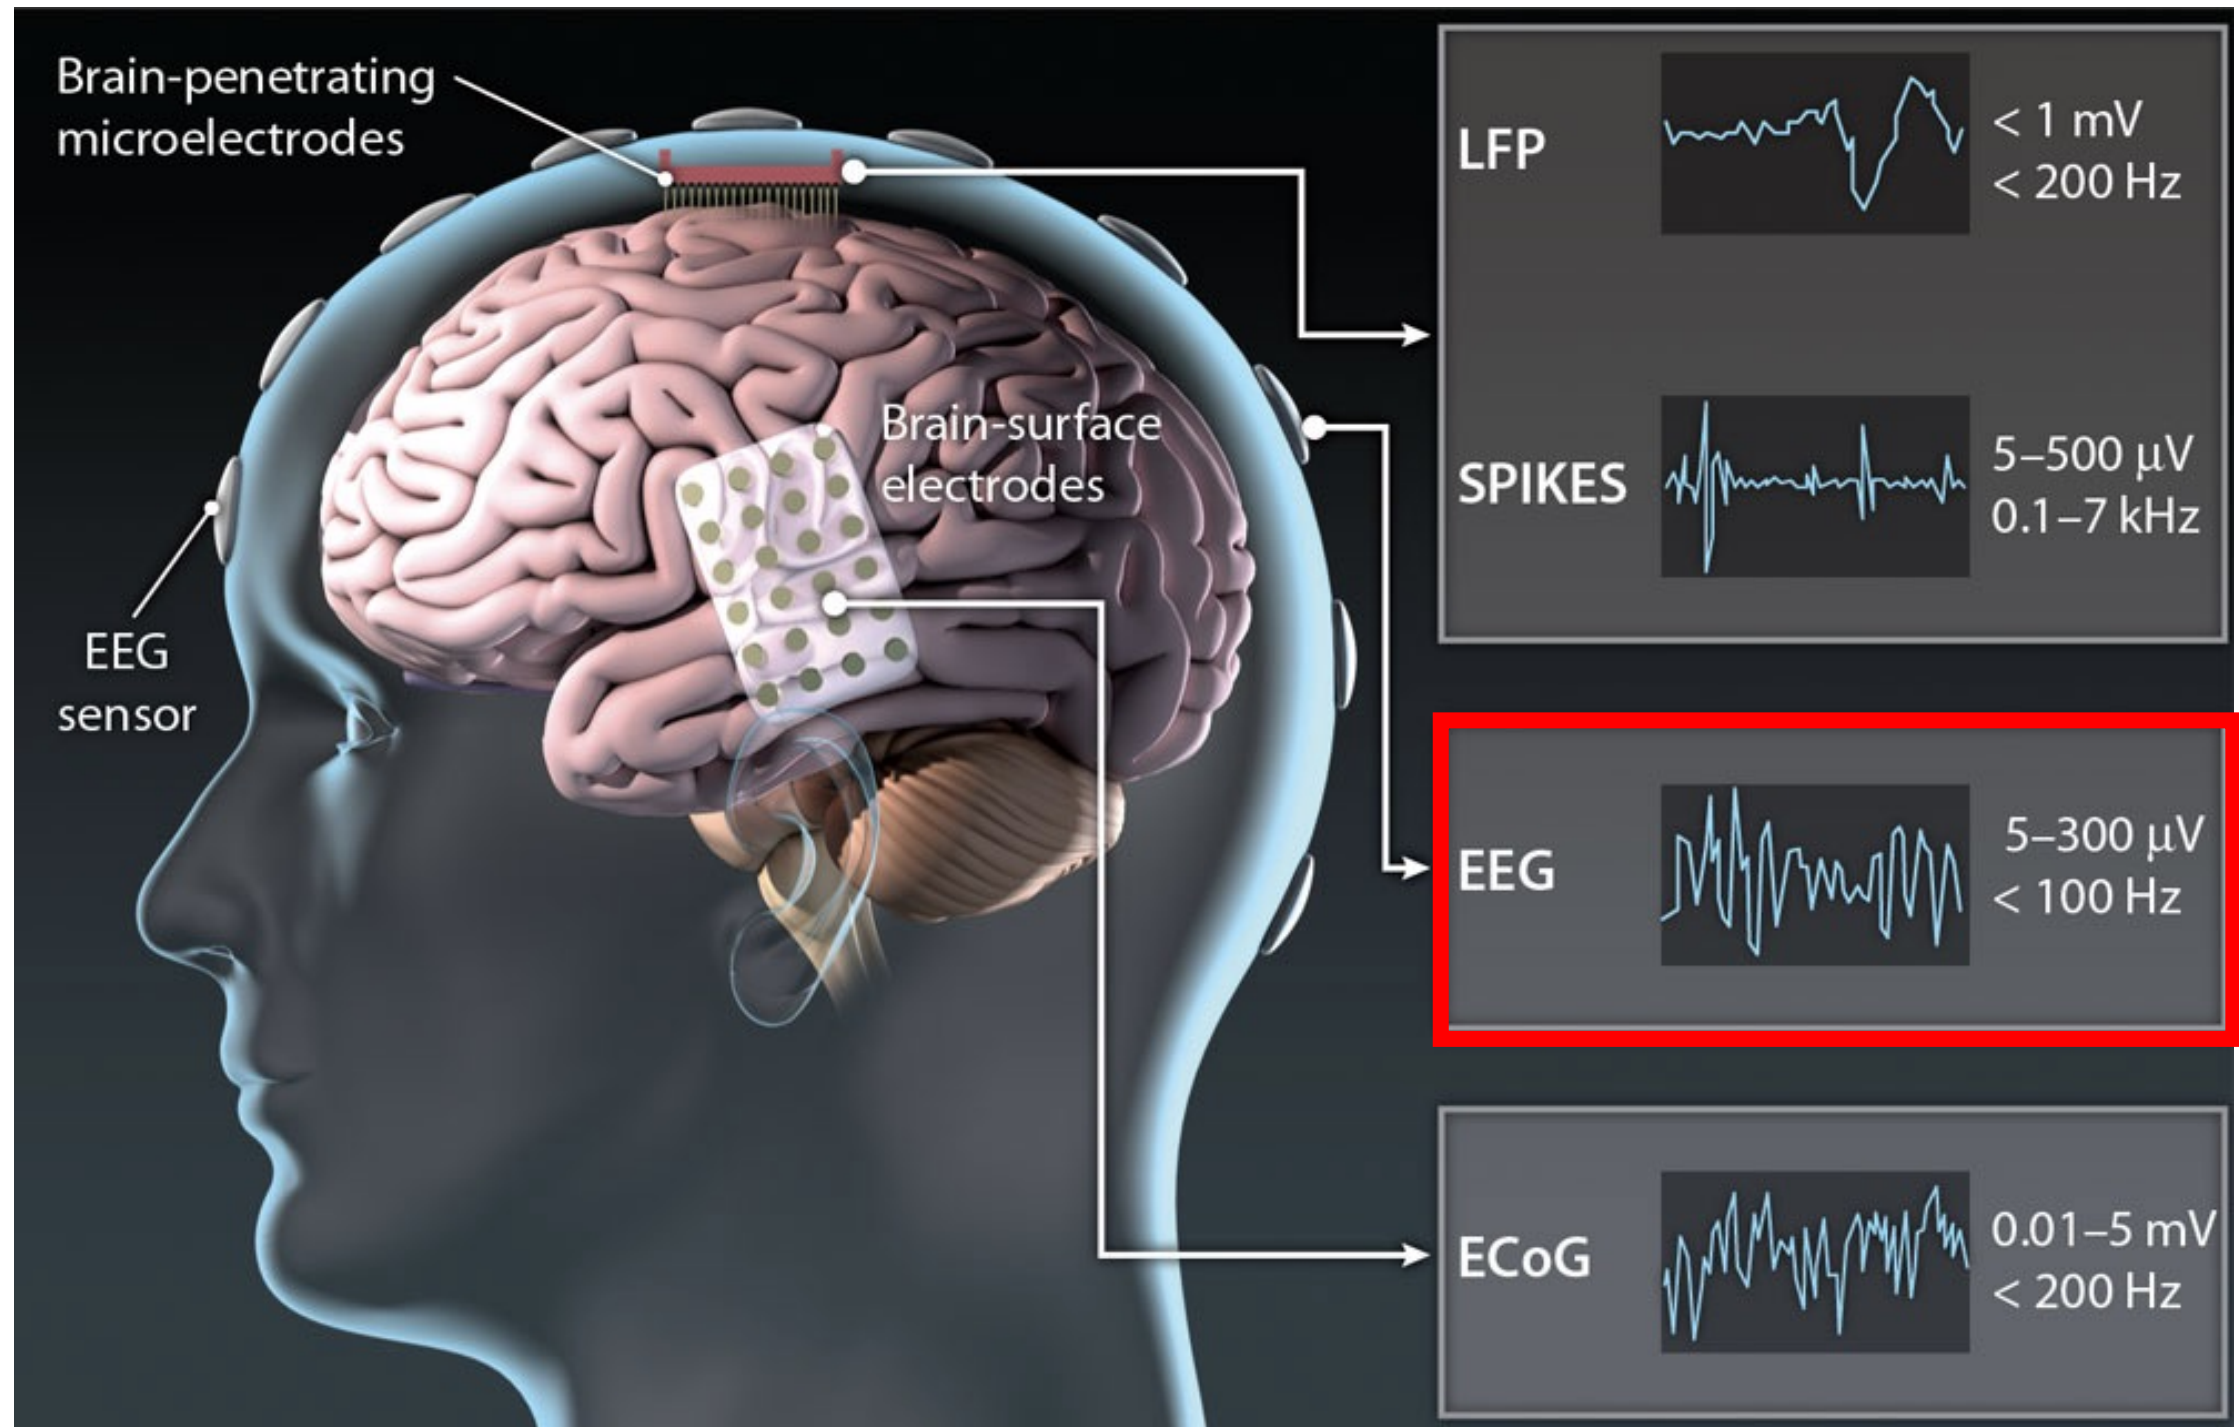 Brain-penetrating
microelectrodes
EEG
sensor
Brain-surface
electrodes
LFP
< 1 mV
< 200 Hz
SPIKES
5–500 μV
0.1–7 kHz
EEG
5–300 μV
< 100 Hz
ECoG
0.01–5 mV
< 200 Hz